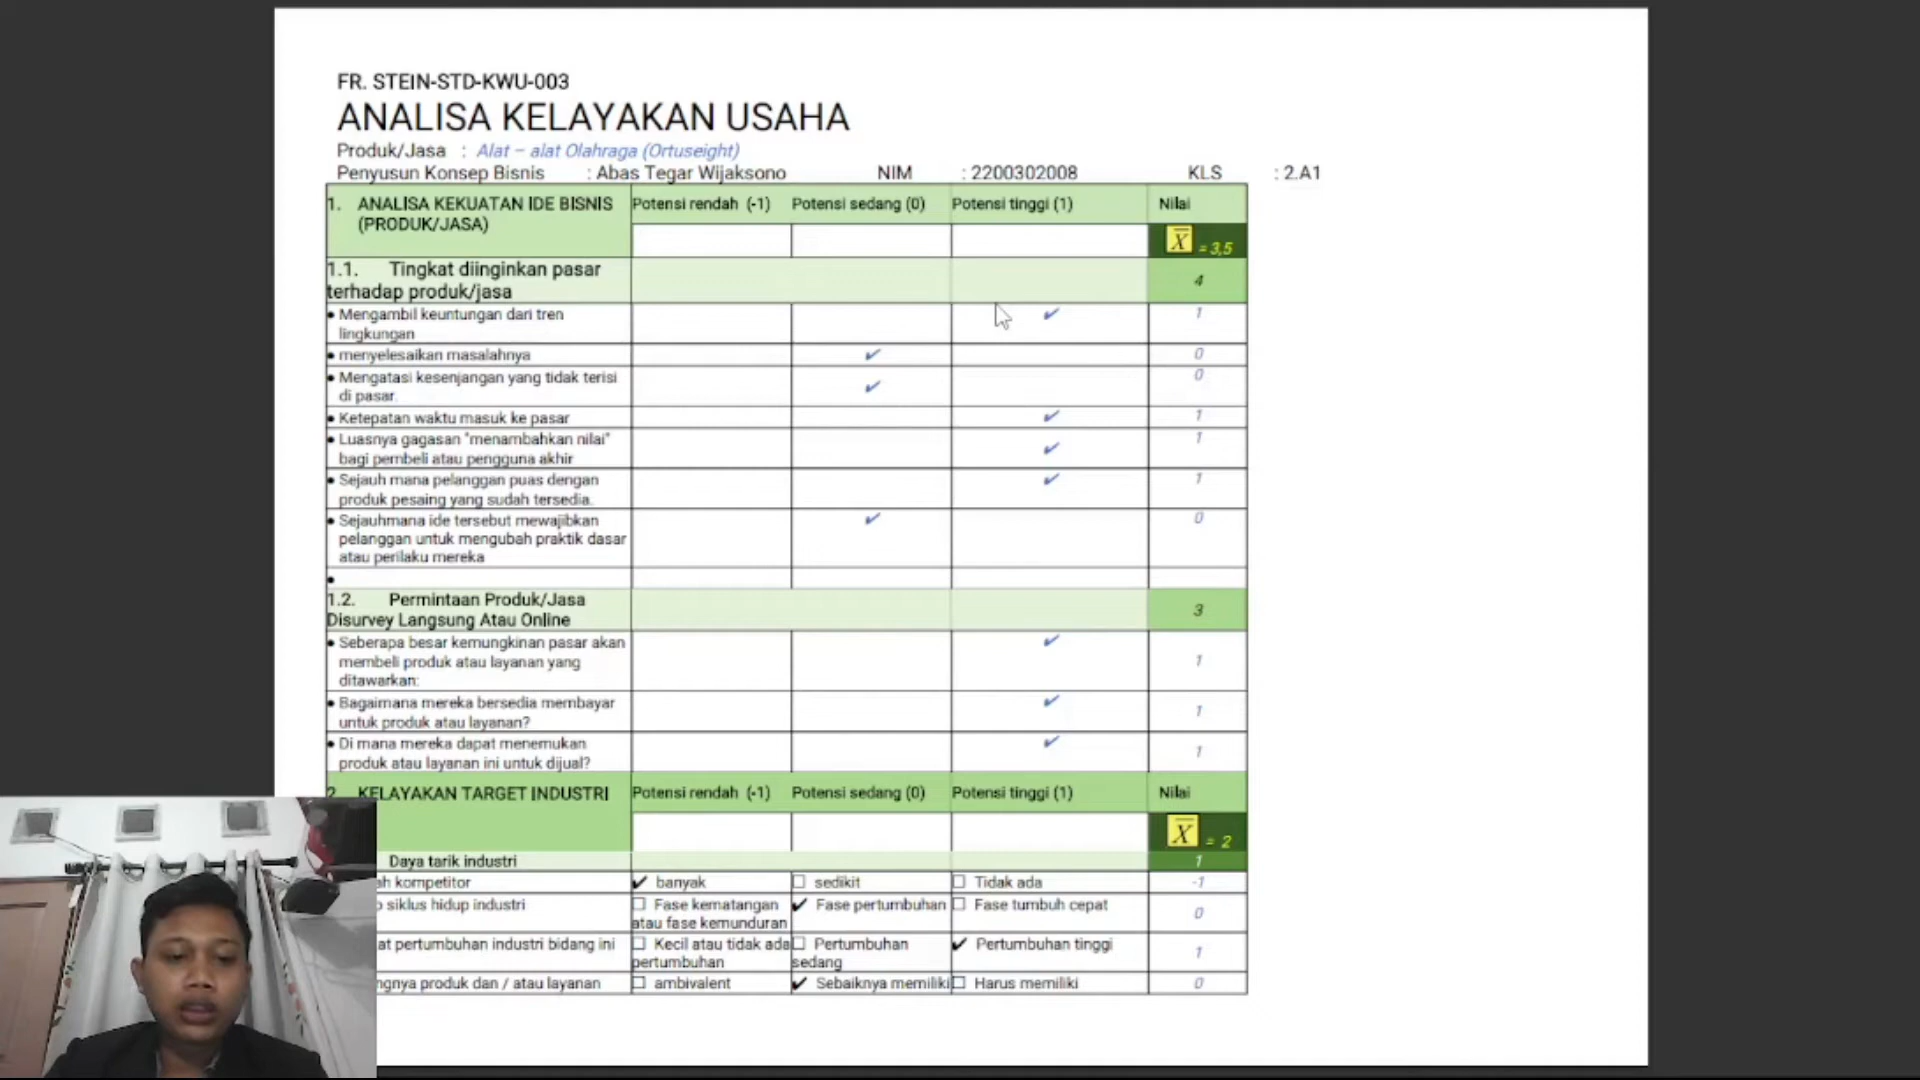 FR. STEIN-STD-KWU-003
ANALISA KELAYAKAN USAHA
Produk/Jasa : Alat – alat Olahraga (Ortuseight)
Penyusun Konsep Bisnis : Abas Tegar Wijaksono NIM : 2200302008 KLS : 2.A1
1. ANALISA KEKUATAN IDE BISNIS Potensi rendah (-1) Potensi sedang (0) Potensi tinggi (1) Nilai
(PRODUK/JASA)
X = 3,5
1.1. Tingkat diinginkan pasar
terhadap produk/jasa
4
• Mengambil keuntungan dari tren
lingkungan
✔ 1
• menyelesaikan masalahnya ✔ 0
• Mengatasi kesenjangan yang tidak terisi
di pasar.
✔ 0
• Ketepatan waktu masuk ke pasar ✔ 1
• Luasnya gagasan "menambahkan nilai"
bagi pembeli atau pengguna akhir
✔ 1
• Sejauh mana pelanggan puas dengan
produk pesaing yang sudah tersedia.
✔ 1
• Sejauhmana ide tersebut mewajibkan
pelanggan untuk mengubah praktik dasar
atau perilaku mereka
✔ 0
•
1.2. Permintaan Produk/Jasa
Disurvey Langsung Atau Online
3
• Seberapa besar kemungkinan pasar akan
membeli produk atau layanan yang
ditawarkan:
✔ 1
• Bagaimana mereka bersedia membayar
untuk produk atau layanan?
✔ 1
• Di mana mereka dapat menemukan
produk atau layanan ini untuk dijual?
✔ 1
2 KELAYAKAN TARGET INDUSTRI Potensi rendah (-1) Potensi sedang (0) Potensi tinggi (1) Nilai
X = 2
Daya tarik industri 1
ah kompetitor ✔ banyak ☐ sedikit ☐ Tidak ada -1
siklus hidup industri ☐ Fase kematangan
atau fase kemunduran
✔ Fase pertumbuhan ☐ Fase tumbuh cepat 0
at pertumbuhan industri bidang ini ☐ Kecil atau tidak ada
pertumbuhan
☐ Pertumbuhan
sedang
✔ Pertumbuhan tinggi 1
ngnya produk dan / atau layanan ☐ ambivalent ✔ Sebaiknya memiliki ☐ Harus memiliki 0